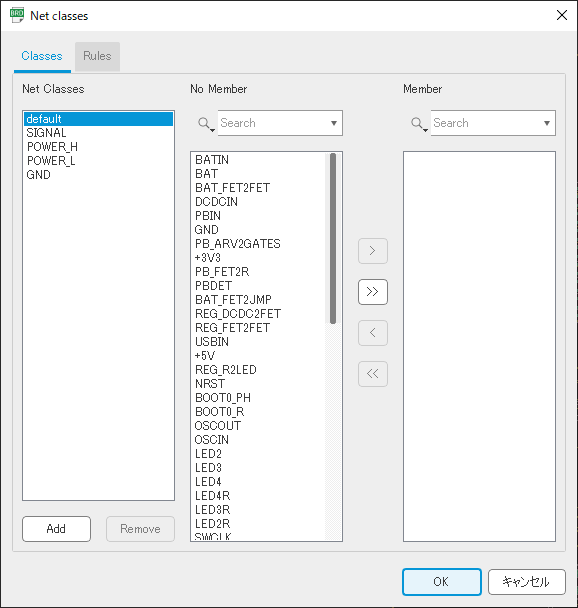 BRD Net classes
Classes Rules
Net Classes No Member Member
Search Search
default
SIGNAL
POWER_H
POWER_L
GND
BATIN
BAT
BAT_FET2FET
DCDCIN
PBIN
GND
PB_ARV2GATES
+3V3
PB_FET2R
PBDET
BAT_FET2JMP
REG_DCDC2FET
REG_FET2FET
USBIN
+5V
REG_R2LED
NRST
BOOT0_PH
BOOT0_R
OSCOUT
OSCIN
LED2
LED3
LED4
LED4R
LED3R
LED2R
SWCLK
>
>>
<
<<
Add Remove
OK キャンセル